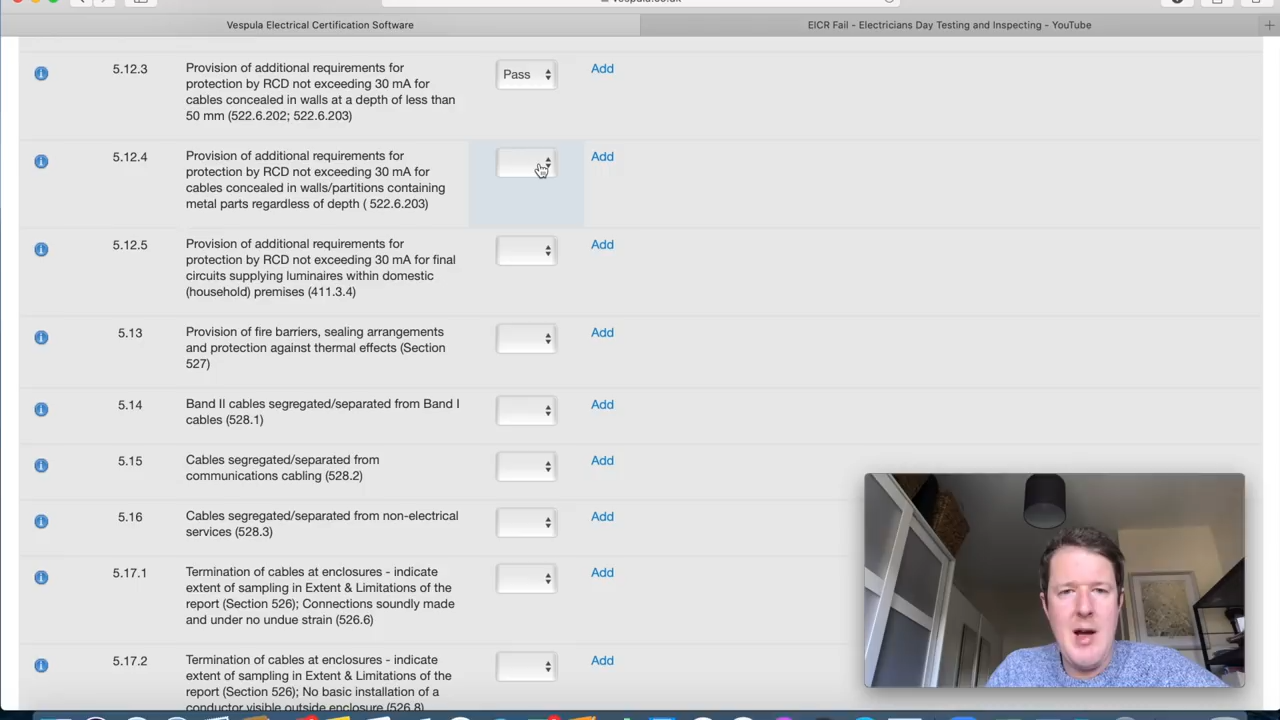 Vespula Electrical Certification Software
EICR Fail - Electricians Day Testing and Inspecting - YouTube
5.12.3
Provision of additional requirements for
protection by RCD not exceeding 30 mA for
cables concealed in walls at a depth of less than
50 mm (522.6.202; 522.6.203)
Pass
Add
5.12.4
Provision of additional requirements for
protection by RCD not exceeding 30 mA for
cables concealed in walls/partitions containing
metal parts regardless of depth ( 522.6.203)
Add
5.12.5
Provision of additional requirements for
protection by RCD not exceeding 30 mA for final
circuits supplying luminaires within domestic
(household) premises (411.3.4)
Add
5.13
Provision of fire barriers, sealing arrangements
and protection against thermal effects (Section
527)
Add
5.14
Band II cables segregated/separated from Band I
cables (528.1)
Add
5.15
Cables segregated/separated from
communications cabling (528.2)
Add
5.16
Cables segregated/separated from non-electrical
services (528.3)
Add
5.17.1
Termination of cables at enclosures - indicate
extent of sampling in Extent & Limitations of the
report (Section 526); Connections soundly made
and under no undue strain (526.6)
Add
5.17.2
Termination of cables at enclosures - indicate
extent of sampling in Extent & Limitations of the
report (Section 526); No basic installation of a
conductor visible outside enclosure (526.8)
Add